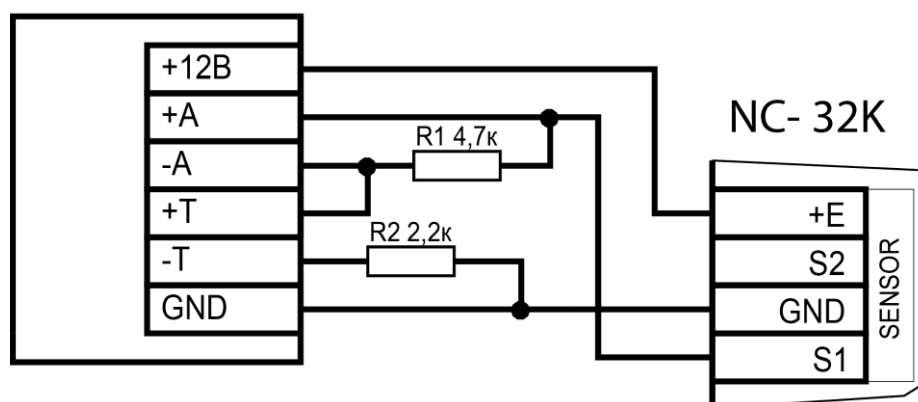 +12В
+A
-A
+T
-T
GND
R1 4,7к
R2 2,2к
NC- 32K
+E
S2
GND
S1
SENSOR